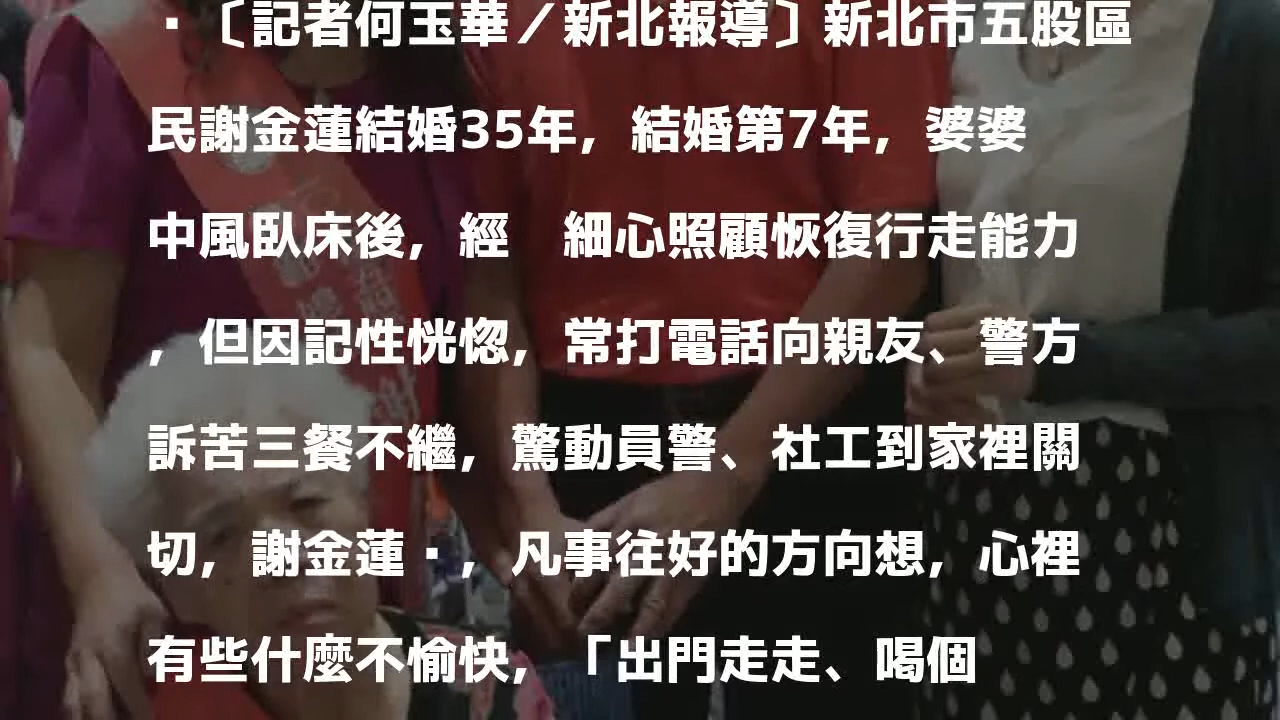 ·〔記者何玉華／新北報導〕新北市五股區
民謝金蓮結婚35年，結婚第7年，婆婆
中風臥床後，經　細心照顧恢復行走能力
，但因記性恍惚，常打電話向親友、警方
訴苦三餐不繼，驚動員警、社工到家裡關
切，謝金蓮·，凡事往好的方向想，心裡
有些什麼不愉快，「出門走走、喝個